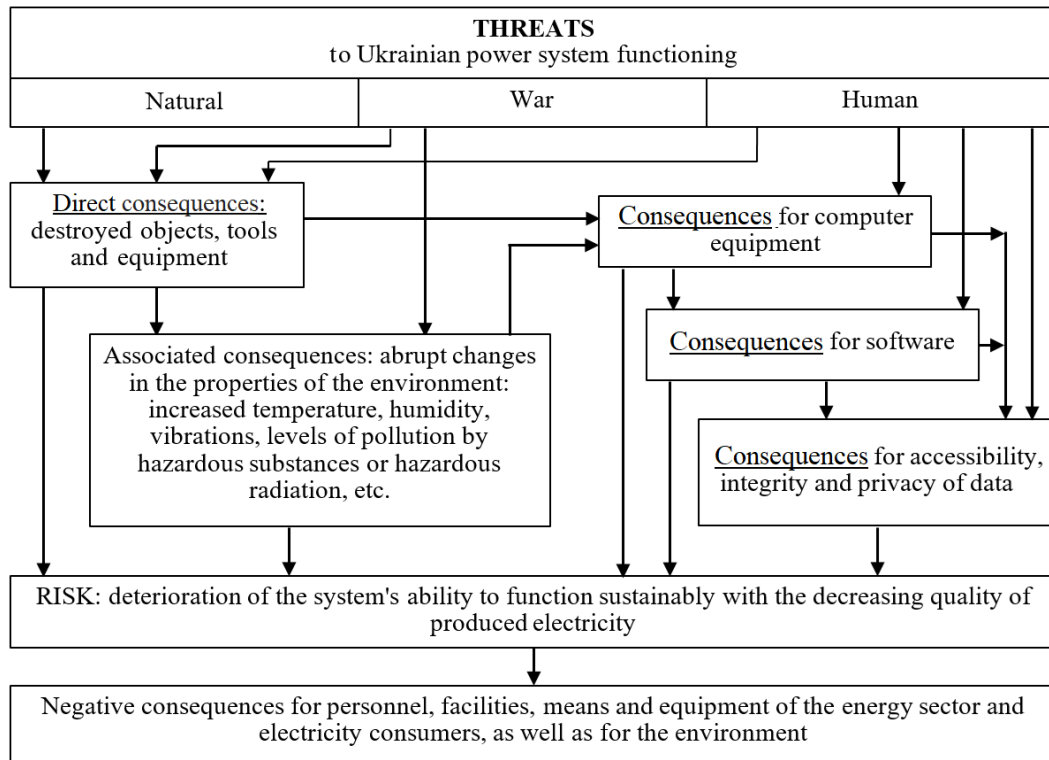 THREATS
to Ukrainian power system functioning
Natural
War
Human
Direct consequences:
destroyed objects, tools
and equipment
Consequences for computer
equipment
Associated consequences: abrupt changes
in the properties of the environment:
increased temperature, humidity,
vibrations, levels of pollution by
hazardous substances or hazardous
radiation, etc.
Consequences for software
Consequences for accessibility,
integrity and privacy of data
RISK: deterioration of the system's ability to function sustainably with the decreasing quality of
produced electricity
Negative consequences for personnel, facilities, means and equipment of the energy sector and
electricity consumers, as well as for the environment